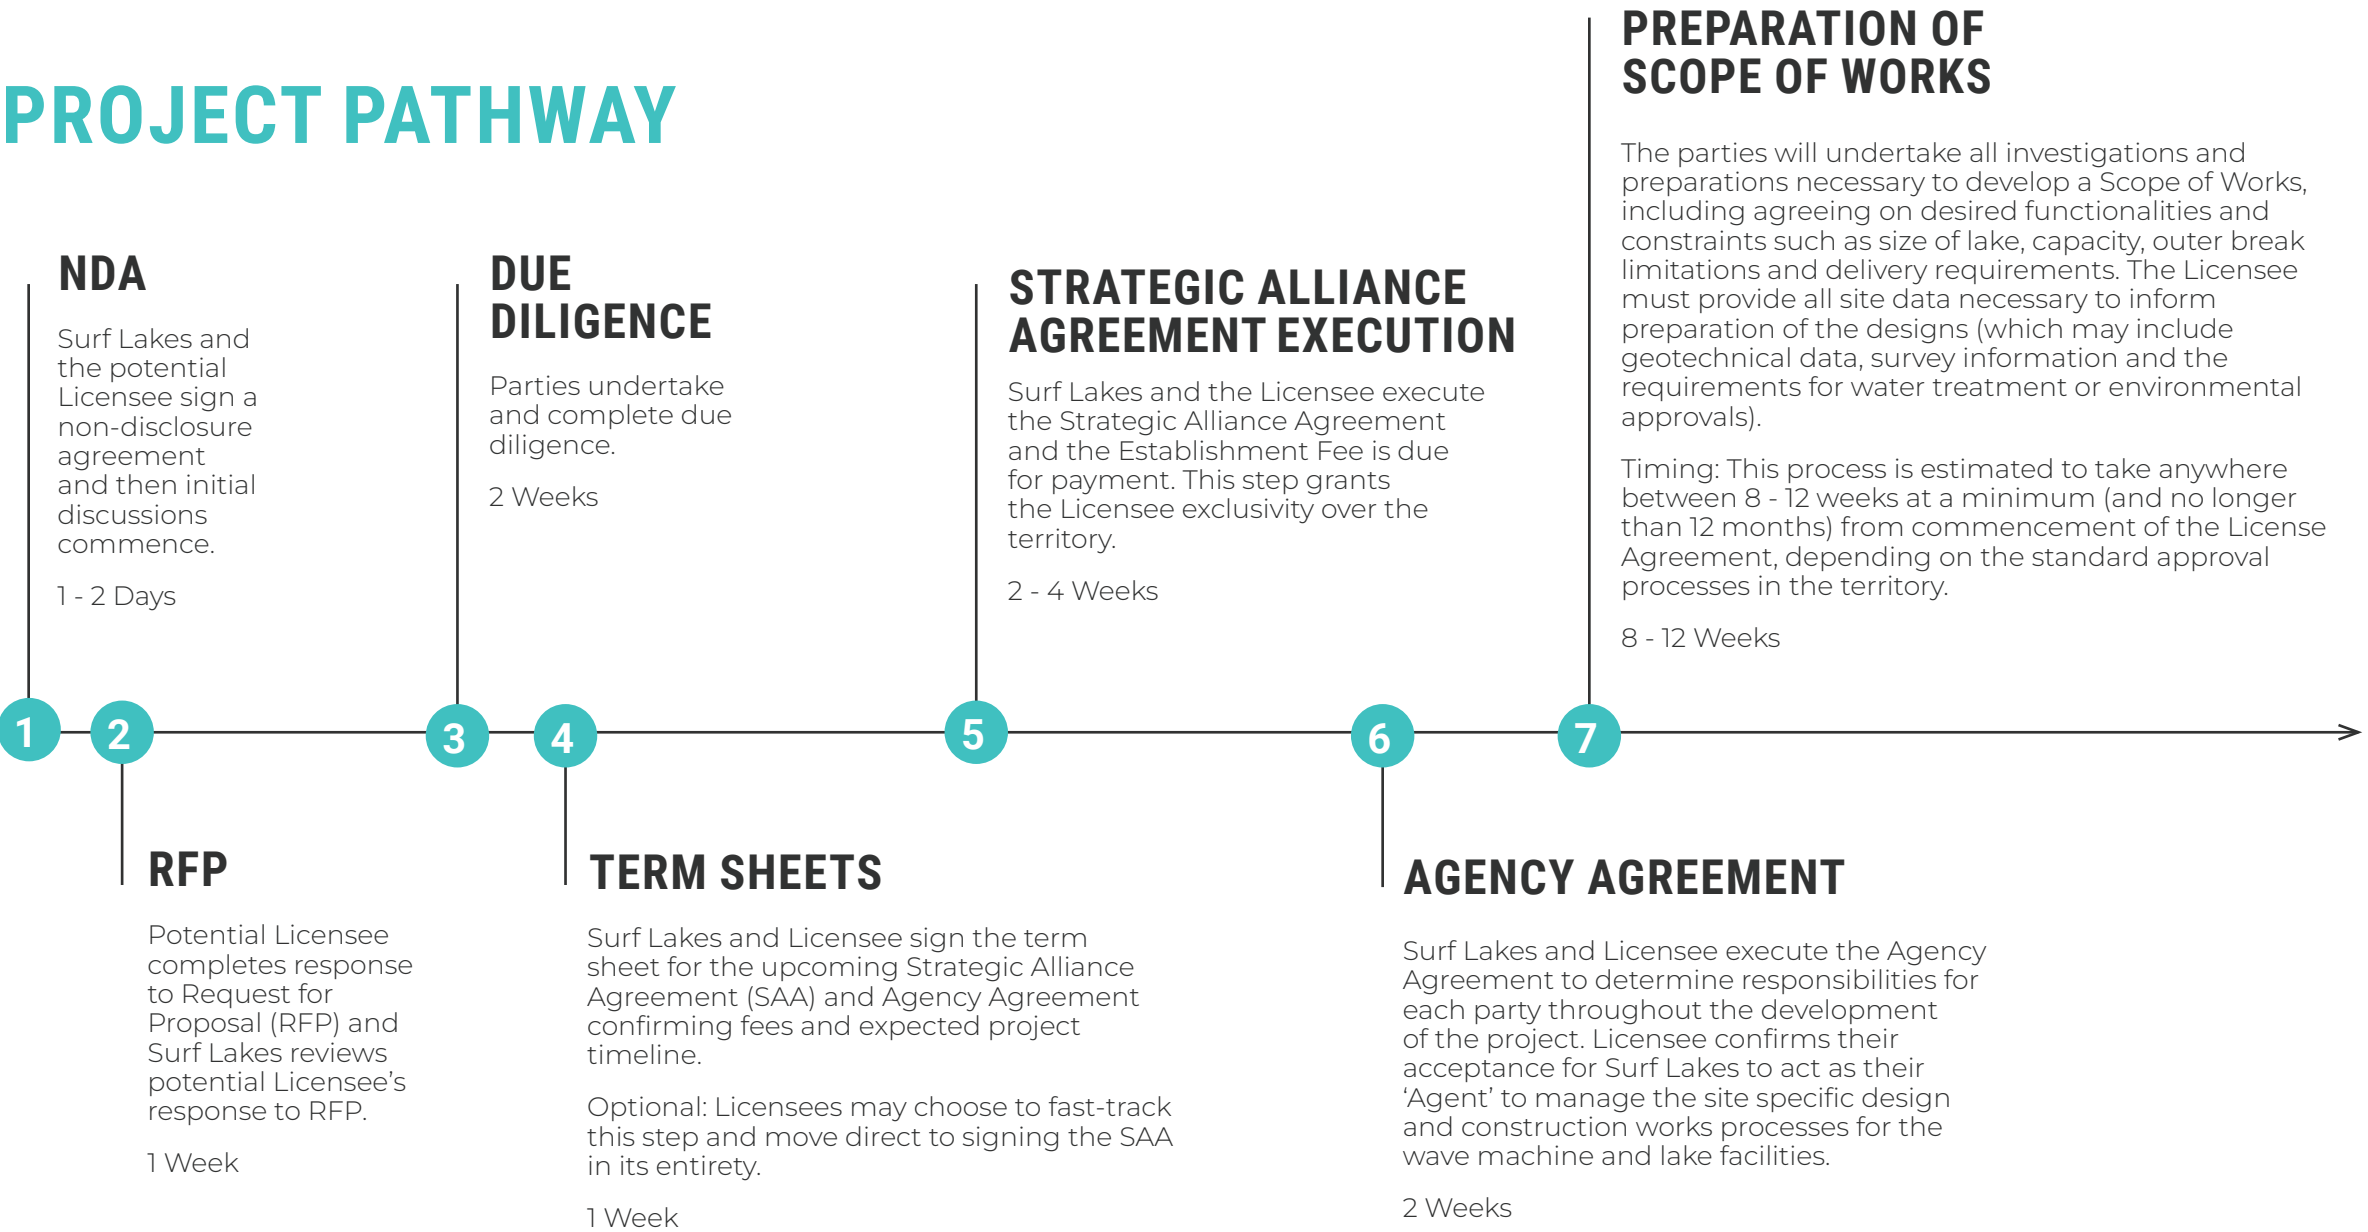 PROJECT PATHWAY
1
NDA
Surf Lakes and
the potential
Licensee sign a
non-disclosure
agreement
and then initial
discussions
commence.
1 - 2 Days
2
RFP
Potential Licensee
completes response
to Request for
Proposal (RFP) and
Surf Lakes reviews
potential Licensee’s
response to RFP.
1 Week
3
DUE
DILIGENCE
Parties undertake
and complete due
diligence.
2 Weeks
4
TERM SHEETS
Surf Lakes and Licensee sign the term
sheet for the upcoming Strategic Alliance
Agreement (SAA) and Agency Agreement
confirming fees and expected project
timeline.
Optional: Licensees may choose to fast-track
this step and move direct to signing the SAA
in its entirety.
1 Week
5
STRATEGIC ALLIANCE
AGREEMENT EXECUTION
Surf Lakes and the Licensee execute
the Strategic Alliance Agreement
and the Establishment Fee is due
for payment. This step grants
the Licensee exclusivity over the
territory.
2 - 4 Weeks
6
AGENCY AGREEMENT
Surf Lakes and Licensee execute the Agency
Agreement to determine responsibilities for
each party throughout the development
of the project. Licensee confirms their
acceptance for Surf Lakes to act as their
‘Agent’ to manage the site specific design
and construction works processes for the
wave machine and lake facilities.
2 Weeks
7
PREPARATION OF
SCOPE OF WORKS
The parties will undertake all investigations and
preparations necessary to develop a Scope of Works,
including agreeing on desired functionalities and
constraints such as size of lake, capacity, outer break
limitations and delivery requirements. The Licensee
must provide all site data necessary to inform
preparation of the designs (which may include
geotechnical data, survey information and the
requirements for water treatment or environmental
approvals).
Timing: This process is estimated to take anywhere
between 8 - 12 weeks at a minimum (and no longer
than 12 months) from commencement of the License
Agreement, depending on the standard approval
processes in the territory.
8 - 12 Weeks